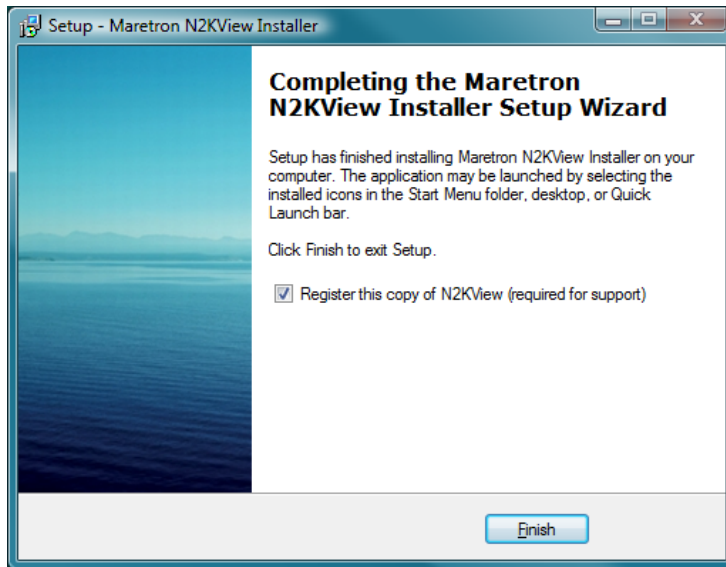 Setup - Maretron N2KView Installer
Completing the Maretron
N2KView Installer Setup Wizard
Setup has finished installing Maretron N2KView Installer on your
computer. The application may be launched by selecting the
installed icons in the Start Menu folder, desktop, or Quick
Launch bar.
Click Finish to exit Setup.
Register this copy of N2KView (required for support)
Finish